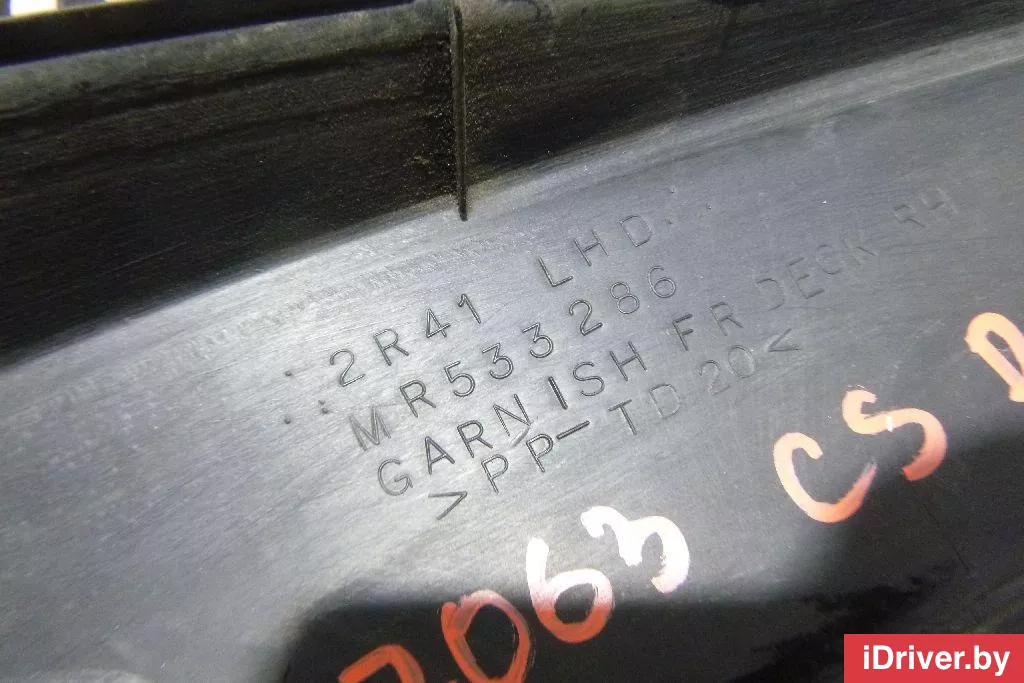 2R41 LHD
MR533286
GARNISH FR DECK RH
>PP-TD20<
063 CS
iDriver.by